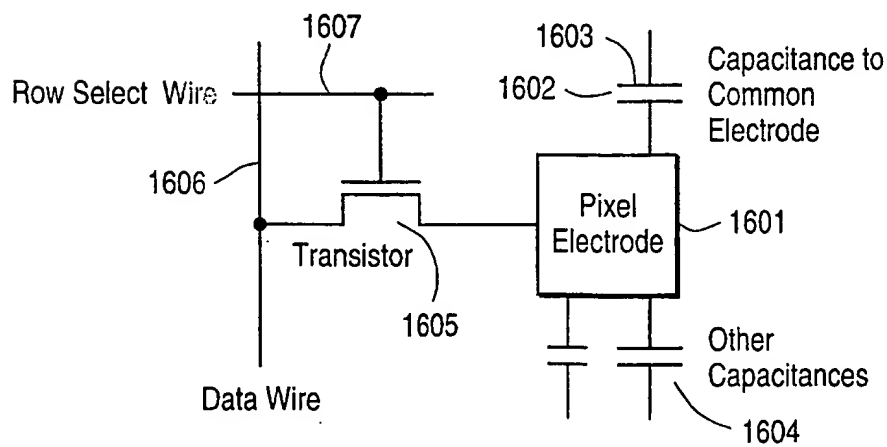 1607
Row Select Wire
1606
Transistor
1605
Data Wire
1603
1602
Capacitance to
Common
Electrode
Pixel
Electrode
1601
Other
Capacitances
1604